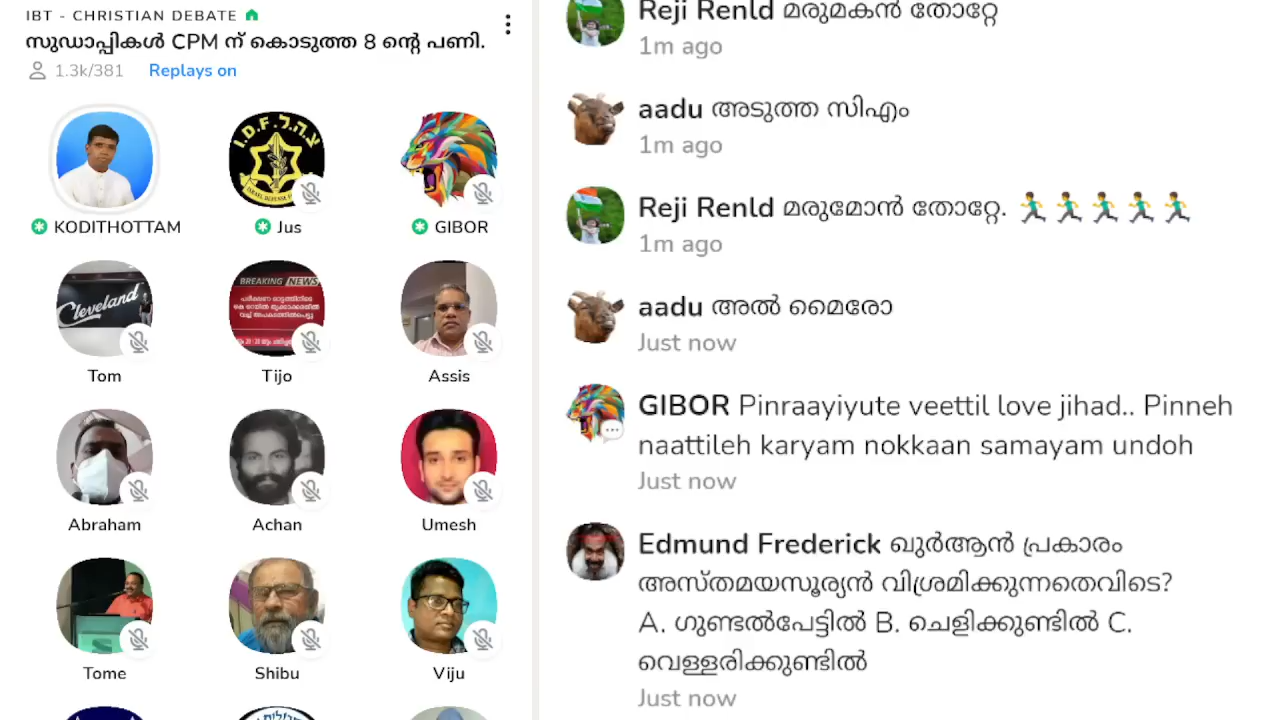 IBT - CHRISTIAN DEBATE
സുഡാപ്പികൾ CPM ന് കൊടുത്ത 8 ന്റെ പണി.
1.3k/381 Replays on
צ.ה.ל. I.D.F.
KODITHOTTAM Jus GIBOR
Cleveland
BREAKING NEWS
Tom Tijo Assis
Abraham Achan Umesh
Tome Shibu Viju
Reji Renld മരുമകൻ തോറ്റേ
1m ago
aadu അടുത്ത സിഎം
1m ago
Reji Renld മരുമോൻ തോറ്റേ. 🏃‍♂️🏃‍♂️🏃‍♂️🏃‍♂️🏃‍♂️
1m ago
aadu അൽ മൈരോ
Just now
GIBOR Pinraayiyute veettil love jihad.. Pinneh
naattileh karyam nokkaan samayam undoh
Just now
Edmund Frederick ഖുർആൻ പ്രകാരം
അസ്തമയസൂര്യൻ വിശ്രമിക്കുന്നതെവിടെ?
A. ഗുണ്ടൽപേട്ടിൽ B. ചെളിക്കുണ്ടിൽ C.
വെള്ളരിക്കുണ്ടിൽ
Just now